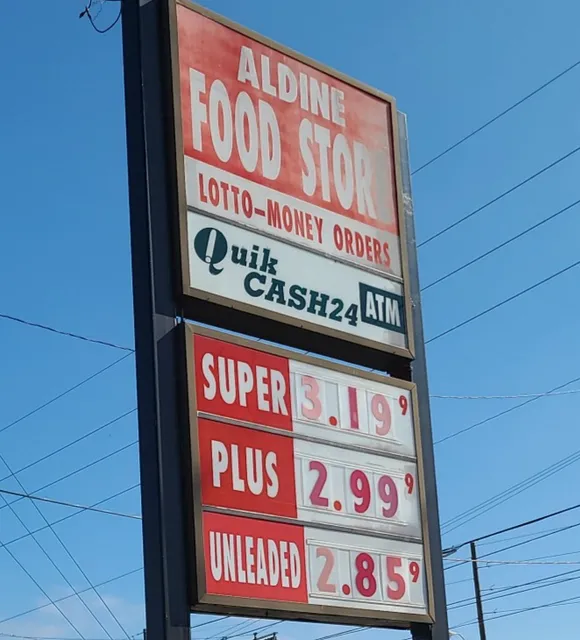 ALDINE
FOOD STORE
LOTTO-MONEY ORDERS
Quik
CASH24 ATM
SUPER 3.19 9
PLUS 2.99 9
UNLEADED 2.85 9